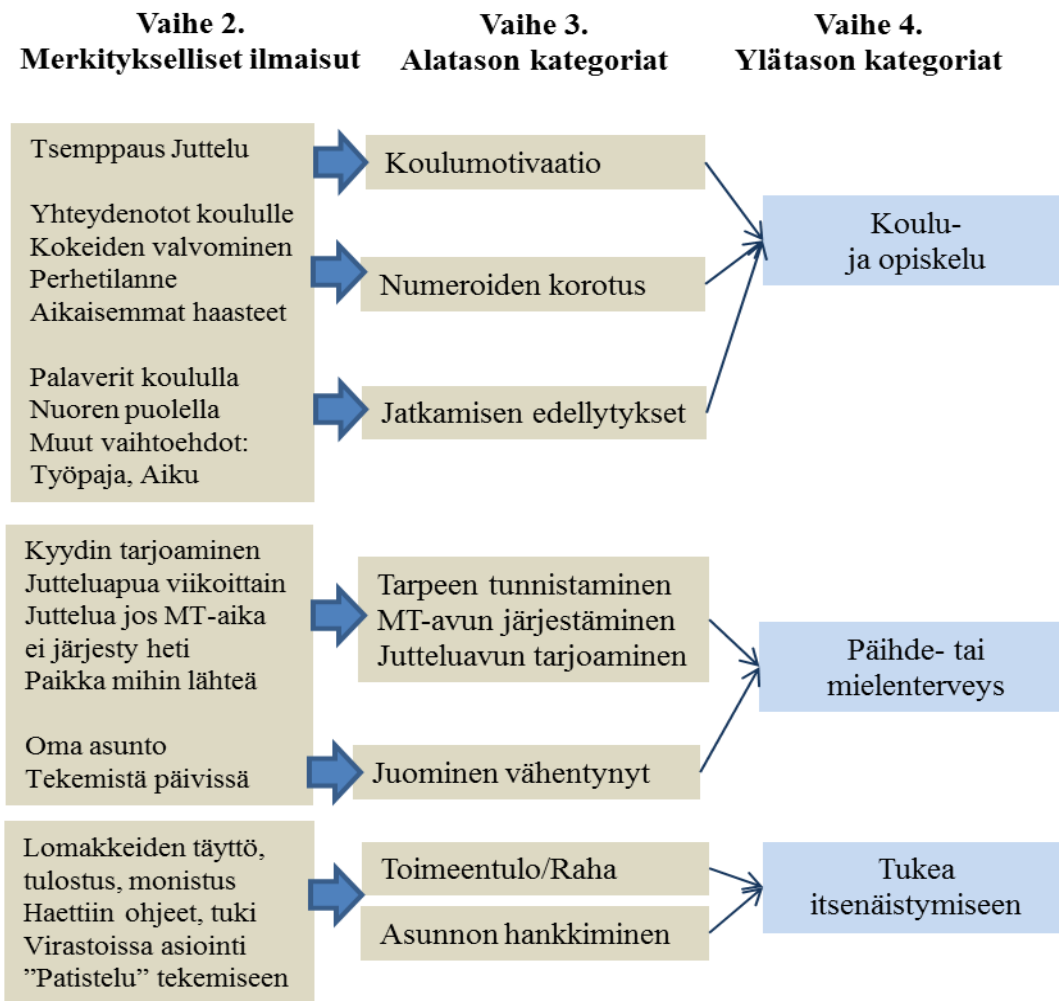 Vaihe 2.
Merkitykselliset ilmaisut
Vaihe 3.
Alatason kategoriat
Vaihe 4.
Ylätason kategoriat
Tsemppaus Juttelu
Yhteydenotot koululle
Kokeiden valvominen
Perhetilanne
Aikaisemmat haasteet
Palaverit koululla
Nuoren puolella
Muut vaihtoehdot:
Työpaja, Aiku
Koulumotivaatio
Numeroiden korotus
Jatkamisen edellytykset
Koulu-
ja opiskelu
Kyydin tarjoaminen
Jutteluapua viikoittain
Juttelua jos MT-aika
ei järjesty heti
Paikka mihin lähteä
Oma asunto
Tekemistä päivissä
Tarpeen tunnistaminen
MT-avun järjestäminen
Jutteluavun tarjoaminen
Juominen vähentynyt
Päihde- tai
mielenterveys
Lomakkeiden täyttö,
tulostus, monistus
Haettiin ohjeet, tuki
Virastoissa asiointi
”Patistelu” tekemiseen
Toimeentulo/Raha
Asunnon hankkiminen
Tukea
itsenäistymiseen